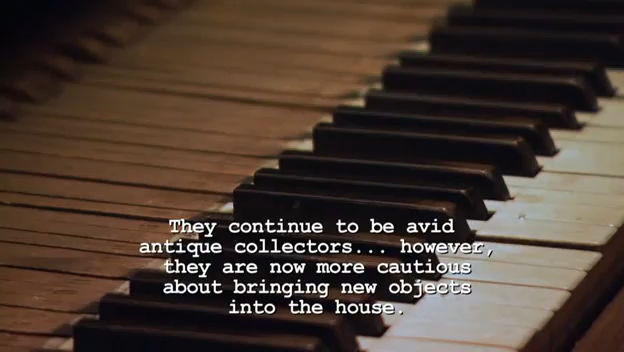 They continue to be avid
antique collectors... however,
they are now more cautious
about bringing new objects
into the house.